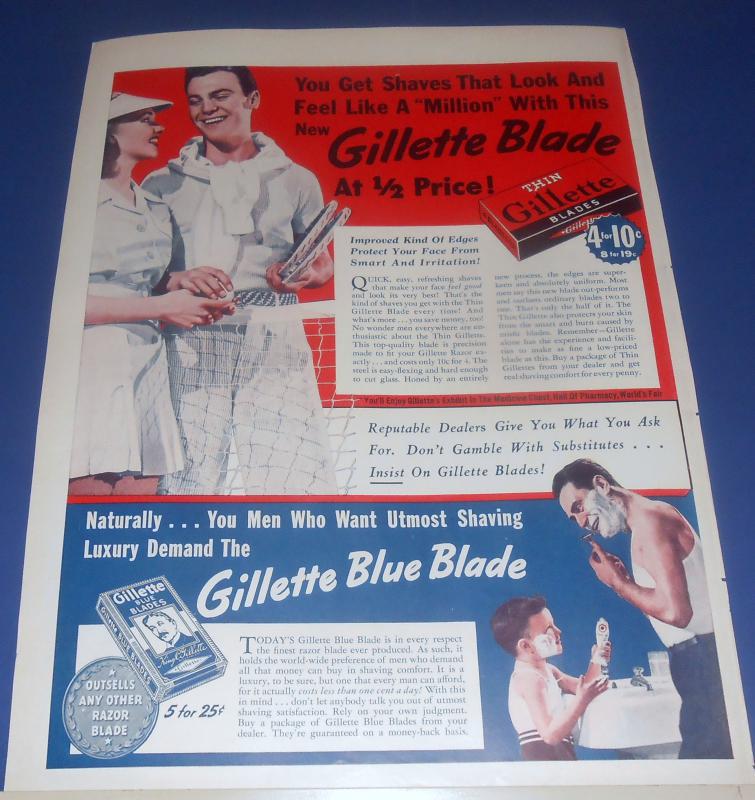 You Get Shaves That Look And
Feel Like A "Million" With This
New Gillette Blade
At ½ Price!
THIN
Gillette
BLADES
Gillette
4 for 10c
8 for 19c
Improved Kind Of Edges
Protect Your Face From
Smart And Irritation!
QUICK, easy, refreshing shaves
that make your face feel good
and look its very best! That's the
kind of shaves you get with the Thin
Gillette Blade every time! And
what's more . . . you save money, too!
No wonder men everywhere are en-
thusiastic about the Thin Gillette.
This top-quality blade is precision
made to fit your Gillette Razor ex-
actly . . . and costs only 10c for 4. The
steel is easy-flexing and hard enough
to cut glass. Honed by an entirely
new process, the edges are super-
keen and absolutely uniform. Most
men say this new blade out-performs
and outlasts ordinary blades two to
one. That's only the half of it. The
Thin Gillette also protects your skin
from the smart and burn caused by
misfit blades. Remember—Gillette
alone has the experience and facili-
ties to make as fine a low-priced
blade as this. Buy a package of Thin
Gillettes from your dealer and get
real shaving comfort for every penny.
You'll Enjoy Gillette's Exhibit In The Medicine Chest, Hall Of Pharmacy, World's Fair
Reputable Dealers Give You What You Ask
For. Don't Gamble With Substitutes . . .
Insist On Gillette Blades!
Naturally . . . You Men Who Want Utmost Shaving
Luxury Demand The
Gillette Blue Blade
Gillette
BLUE
BLADES
King C Gillette
Gillette
GILLETTE BLUE BLADES
OUTSELLS
ANY OTHER
RAZOR
BLADE
5 for 25¢
TODAY'S Gillette Blue Blade is in every respect
the finest razor blade ever produced. As such, it
holds the world-wide preference of men who demand
all that money can buy in shaving comfort. It is a
luxury, to be sure, but one that every man can afford,
for it actually costs less than one cent a day! With this
in mind . . . don't let anybody talk you out of utmost
shaving satisfaction. Rely on your own judgment.
Buy a package of Gillette Blue Blades from your
dealer. They're guaranteed on a money-back basis.